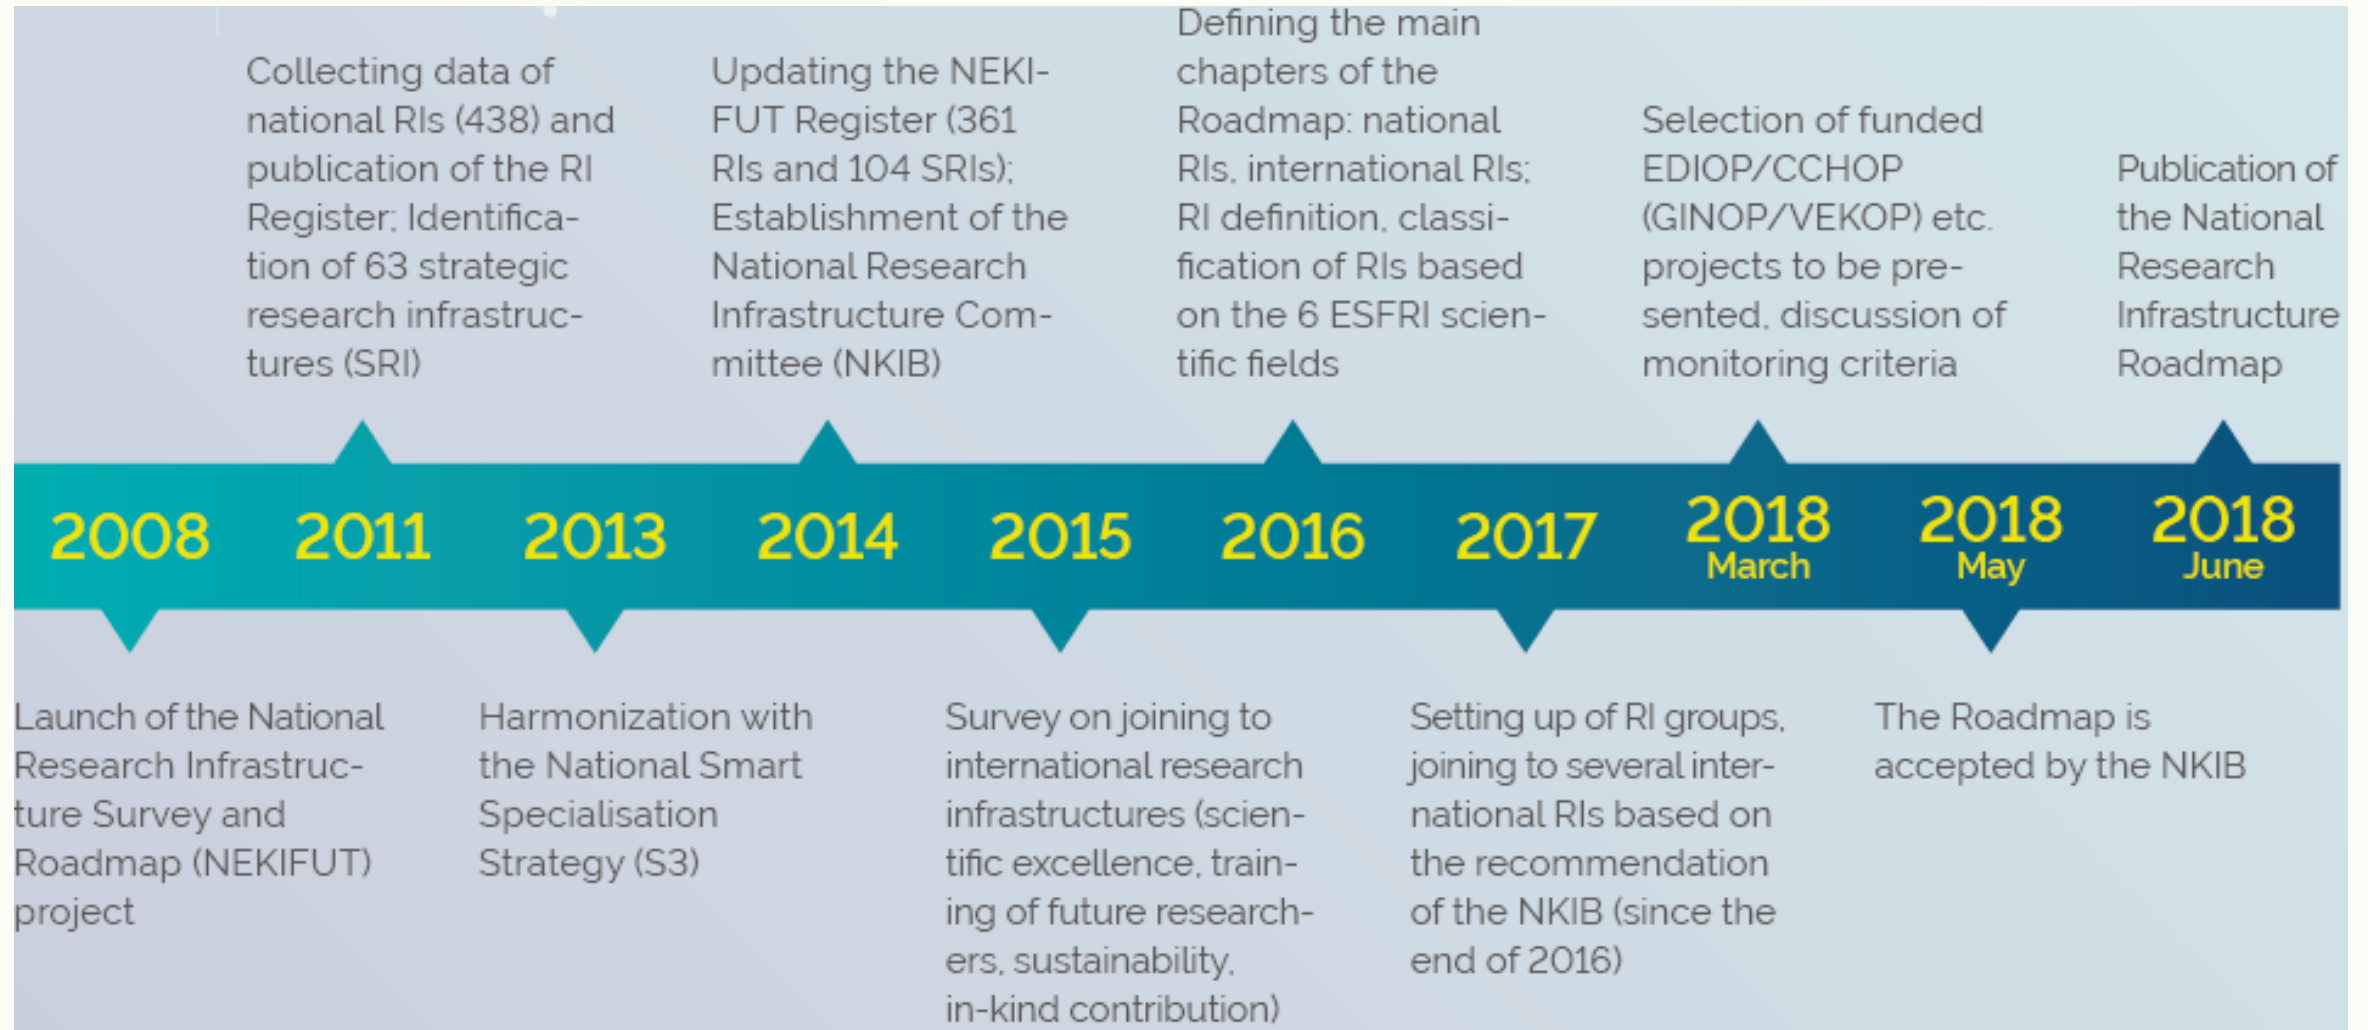 Collecting data of
national RIs (438) and
publication of the RI
Register; Identifica-
tion of 63 strategic
research infrastruc-
tures (SRI)
Updating the NEKI-
FUT Register (361
RIs and 104 SRIs);
Establishment of the
National Research
Infrastructure Com-
mittee (NKIB)
Defining the main
chapters of the
Roadmap: national
RIs, international RIs;
RI definition, classi-
fication of RIs based
on the 6 ESFRI scien-
tific fields
Selection of funded
EDIOP/CCHOP
(GINOP/VEKOP) etc.
projects to be pre-
sented, discussion of
monitoring criteria
Publication of
the National
Research
Infrastructure
Roadmap
2008
2011
2013
2014
2015
2016
2017
2018
March
2018
May
2018
June
Launch of the National
Research Infrastruc-
ture Survey and
Roadmap (NEKIFUT)
project
Harmonization with
the National Smart
Specialisation
Strategy (S3)
Survey on joining to
international research
infrastructures (scien-
tific excellence, train-
ing of future research-
ers, sustainability,
in-kind contribution)
Setting up of RI groups,
joining to several inter-
national RIs based on
the recommendation
of the NKIB (since the
end of 2016)
The Roadmap is
accepted by the NKIB